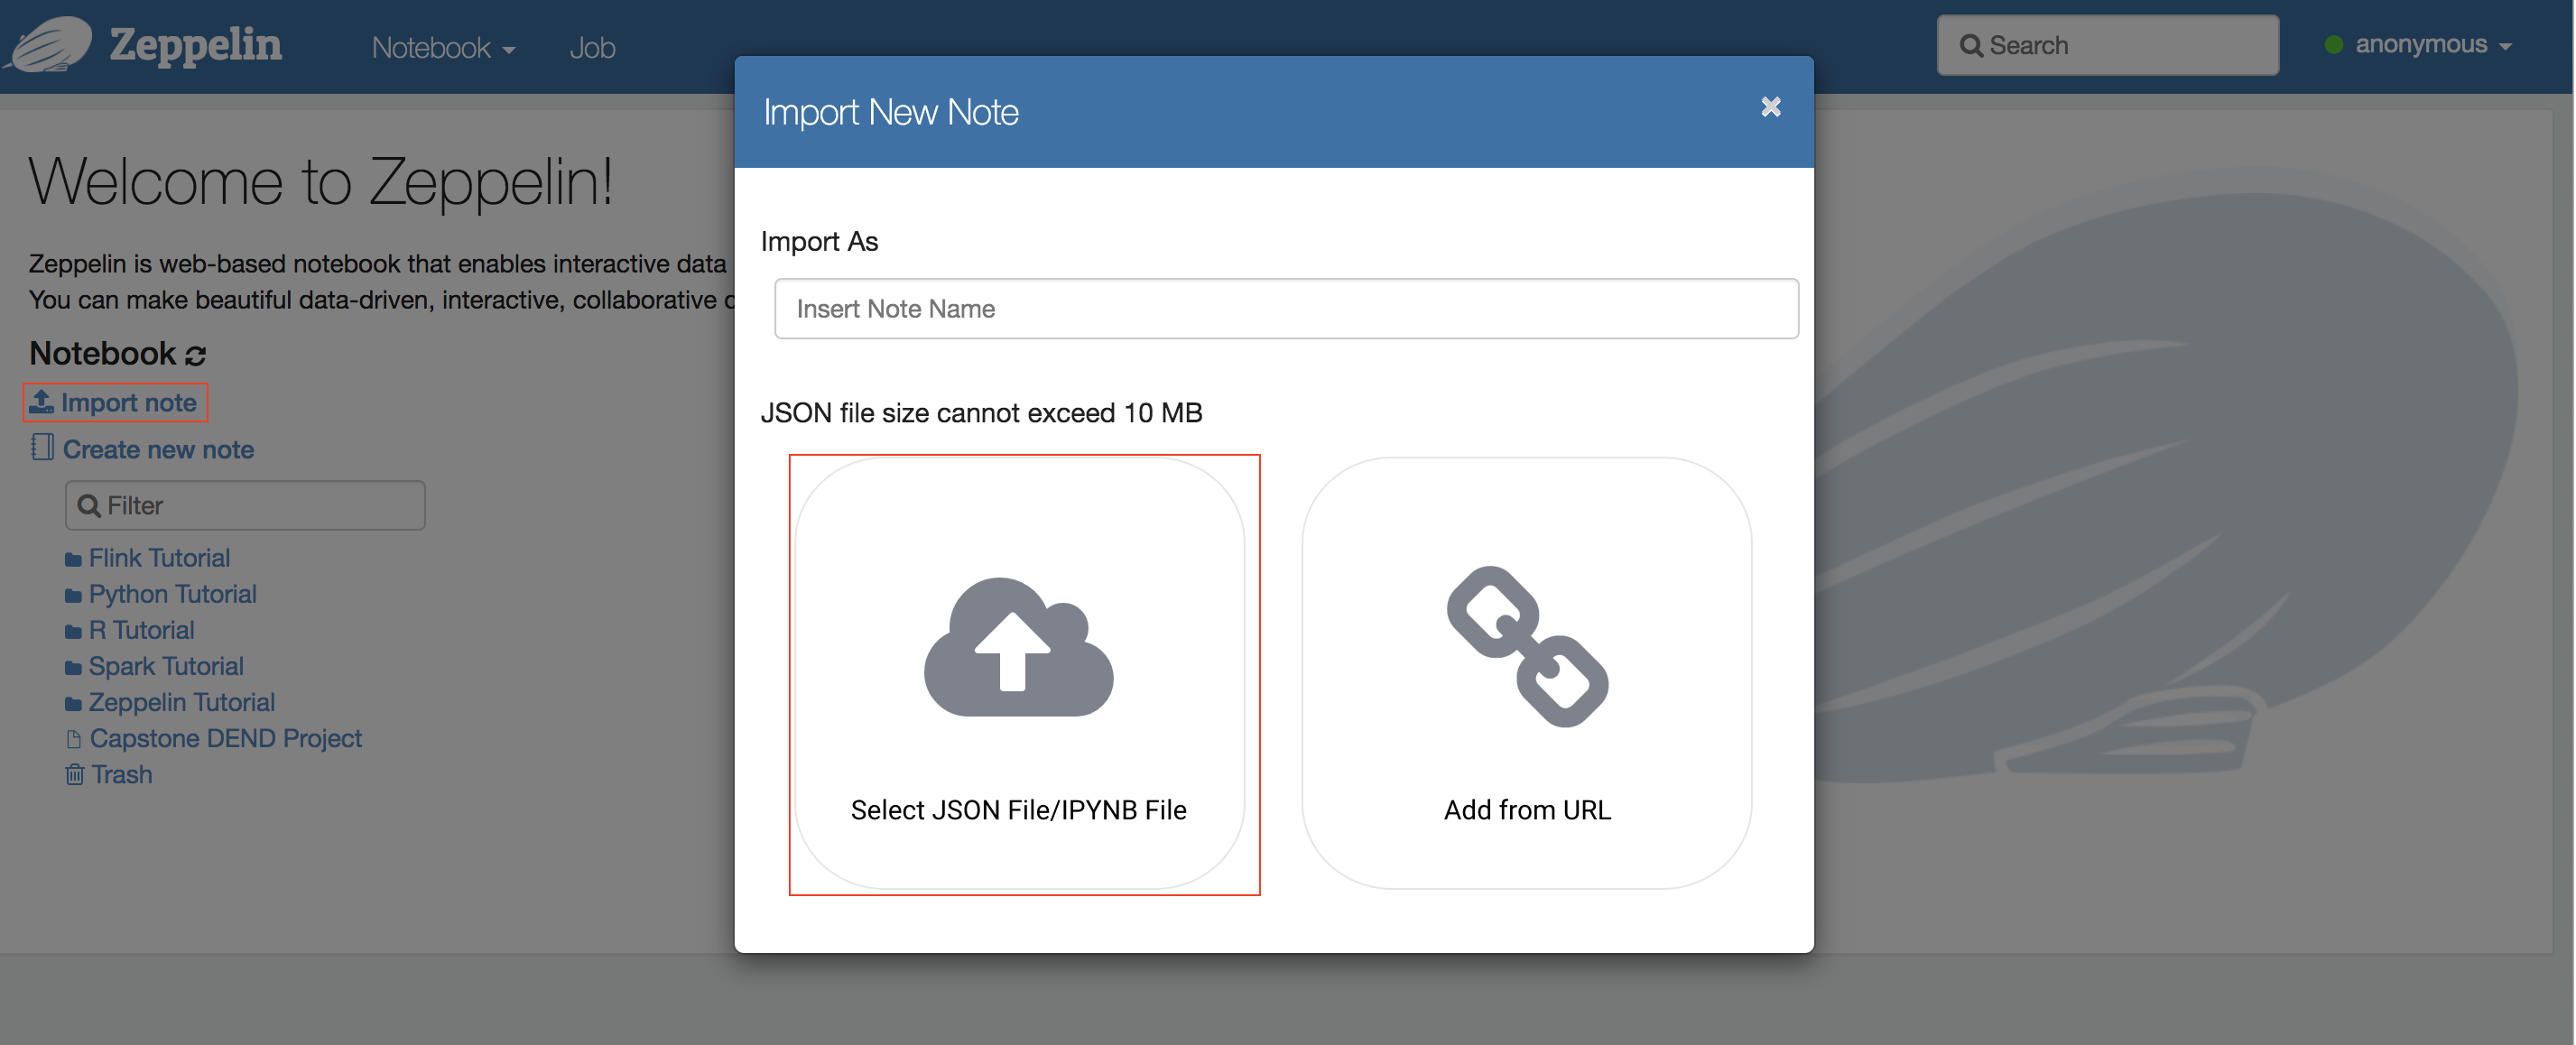 Zeppelin
Notebook
Job
Search
anonymous
Welcome to Zeppelin!
Zeppelin is web-based notebook that enables interactive data
You can make beautiful data-driven, interactive, collaborative
Notebook
Import note
Create new note
Filter
Flink Tutorial
Python Tutorial
R Tutorial
Spark Tutorial
Zeppelin Tutorial
Capstone DEND Project
Trash
Import New Note
×
Import As
Insert Note Name
JSON file size cannot exceed 10 MB
Select JSON File/IPYNB File
Add from URL